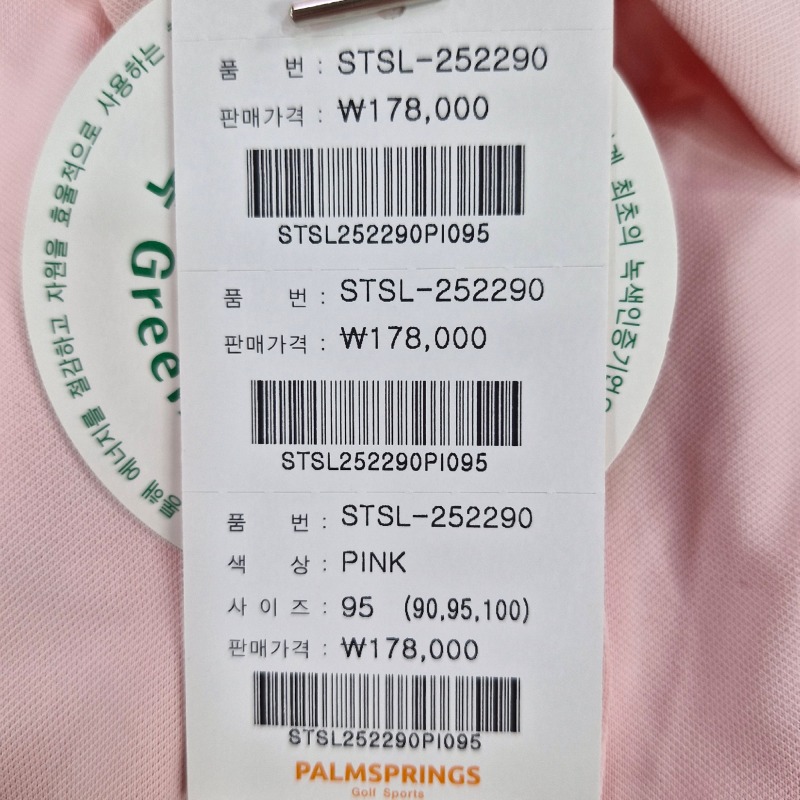 품 번 : STSL-252290
판매가격 : ₩178,000
STSL252290PI095
품 번 : STSL-252290
판매가격 : ₩178,000
STSL252290PI095
품 번 : STSL-252290
색 상 : PINK
사 이 즈 : 95 (90,95,100)
판매가격 : ₩178,000
STSL252290PI095
PALMSPRINGS
Golf Sports
통해 에너지를 절감하고 자원을 효율적으로 사용하는
최초의 녹색인증기업